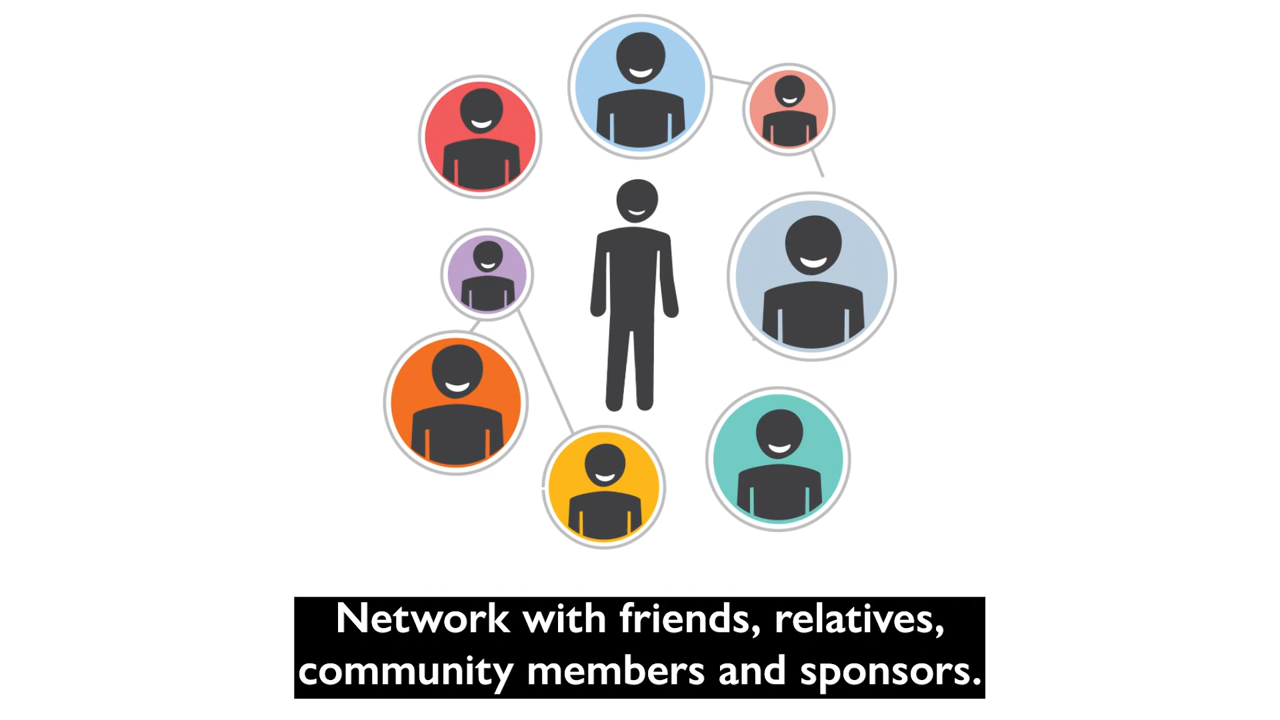 Network with friends, relatives,
community members and sponsors.